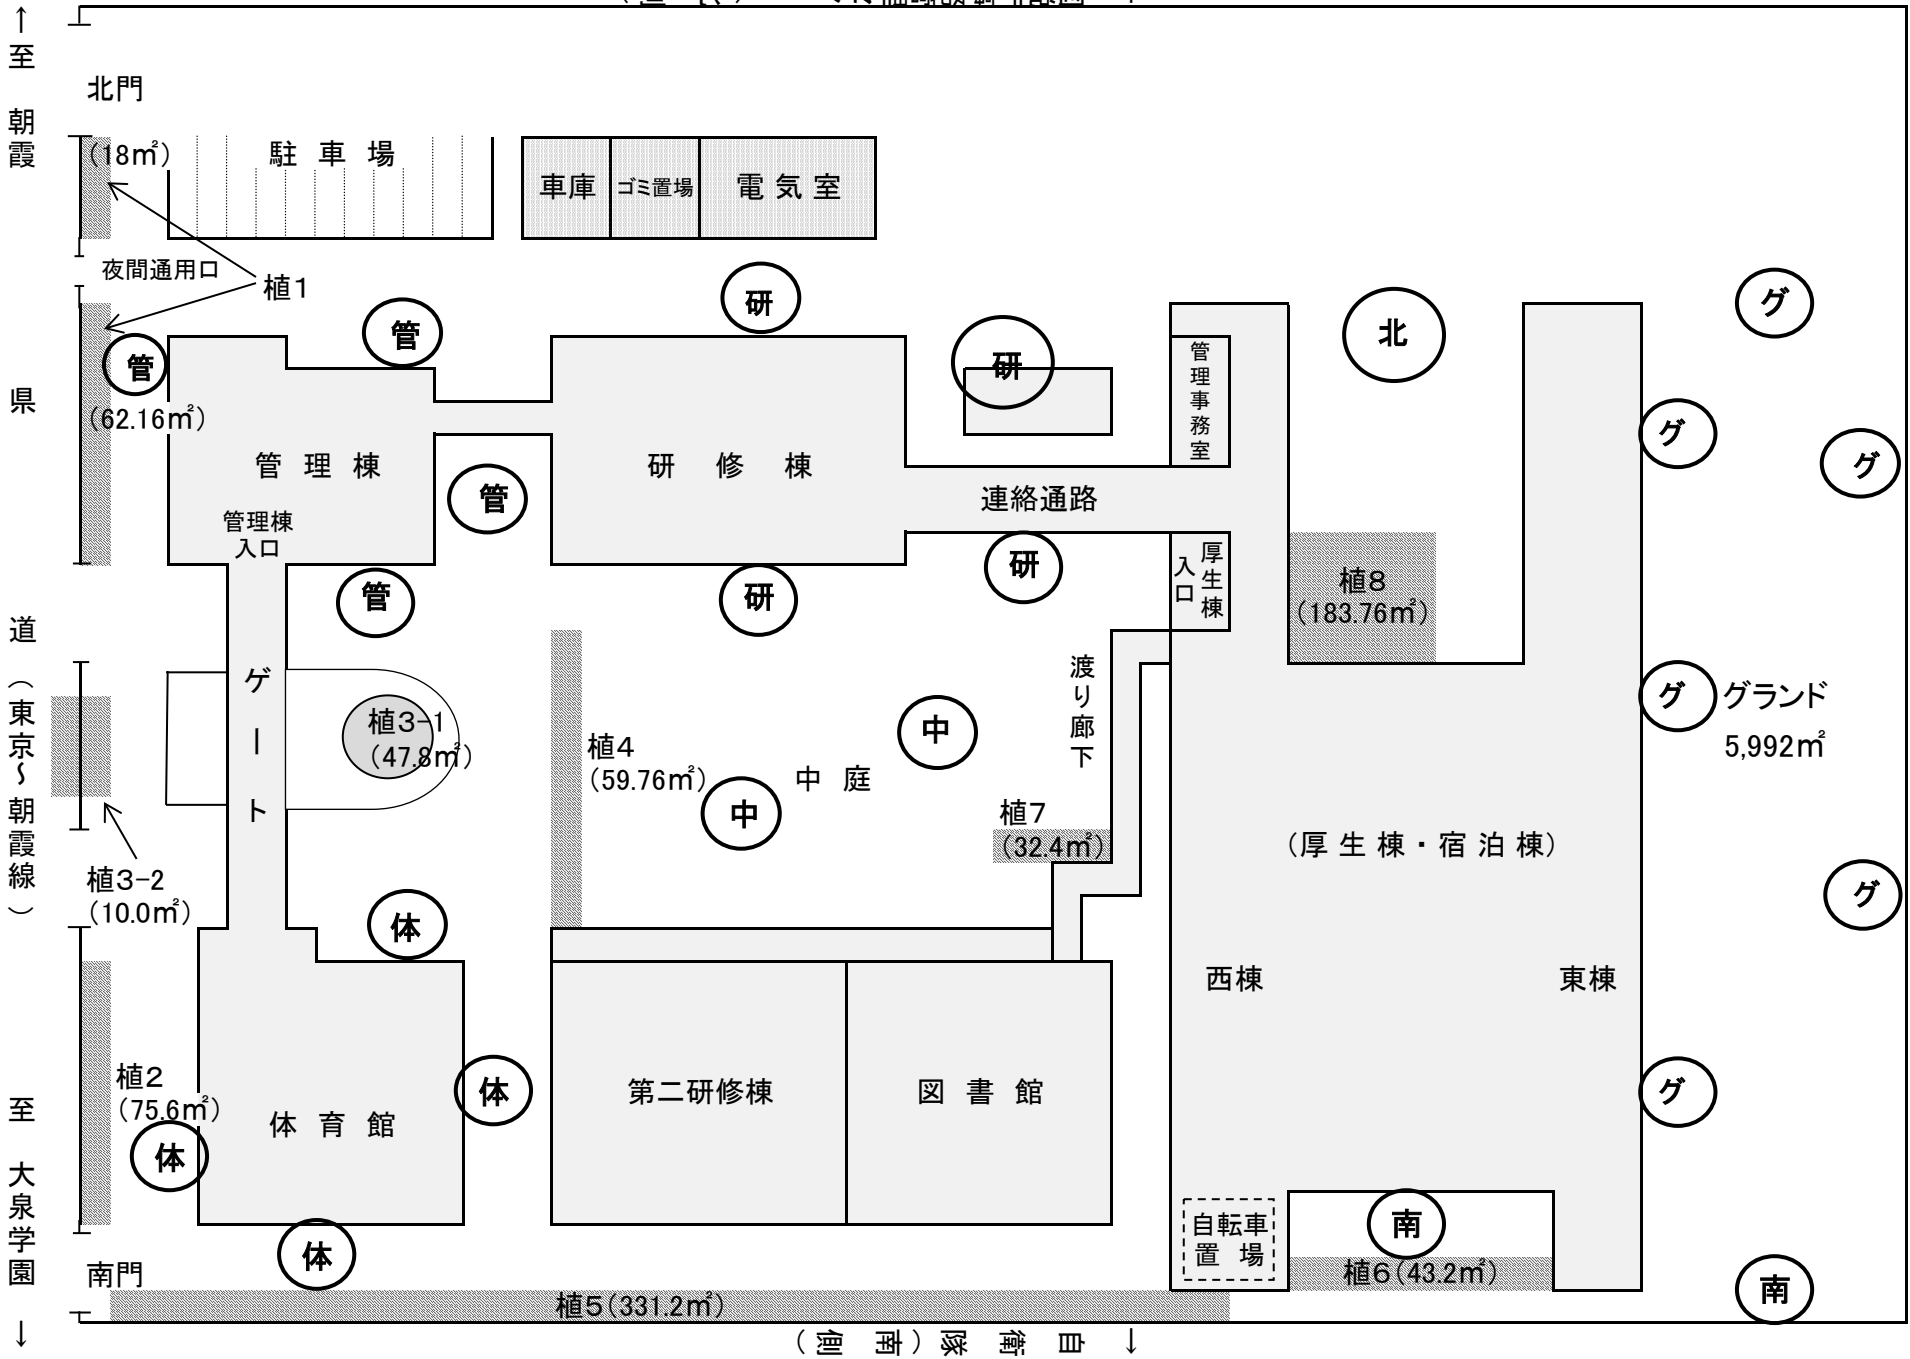 ↑至 朝霞 県 道(東京～朝霞線) 至 大泉学園 ↓
北門
(18㎡)
駐 車 場
車庫
ゴミ置場
電 気 室
夜間通用口
植1
管
管
研
研
北
グ
(62.16㎡)
管 理 棟
管
研 修 棟
管理事務室
連絡通路
グ
グ
管理棟
入口
管
研
研
厚生棟
入口
植8
(183.76㎡)
ゲート
植3-1
(47.8㎡)
植4
(59.76㎡)
中
中 庭
中
渡り廊下
グ
グランド
5,992㎡
植7
(32.4㎡)
(厚 生 棟 ・ 宿 泊 棟)
植3-2
(10.0㎡)
体
グ
西棟
東棟
植2
(75.6㎡)
体
体 育 館
体
第二研修棟
図 書 館
グ
体
自転車
置 場
南
植6(43.2㎡)
南
南門
植5(331.2㎡)
↓ 自 衛 隊 (南 側)